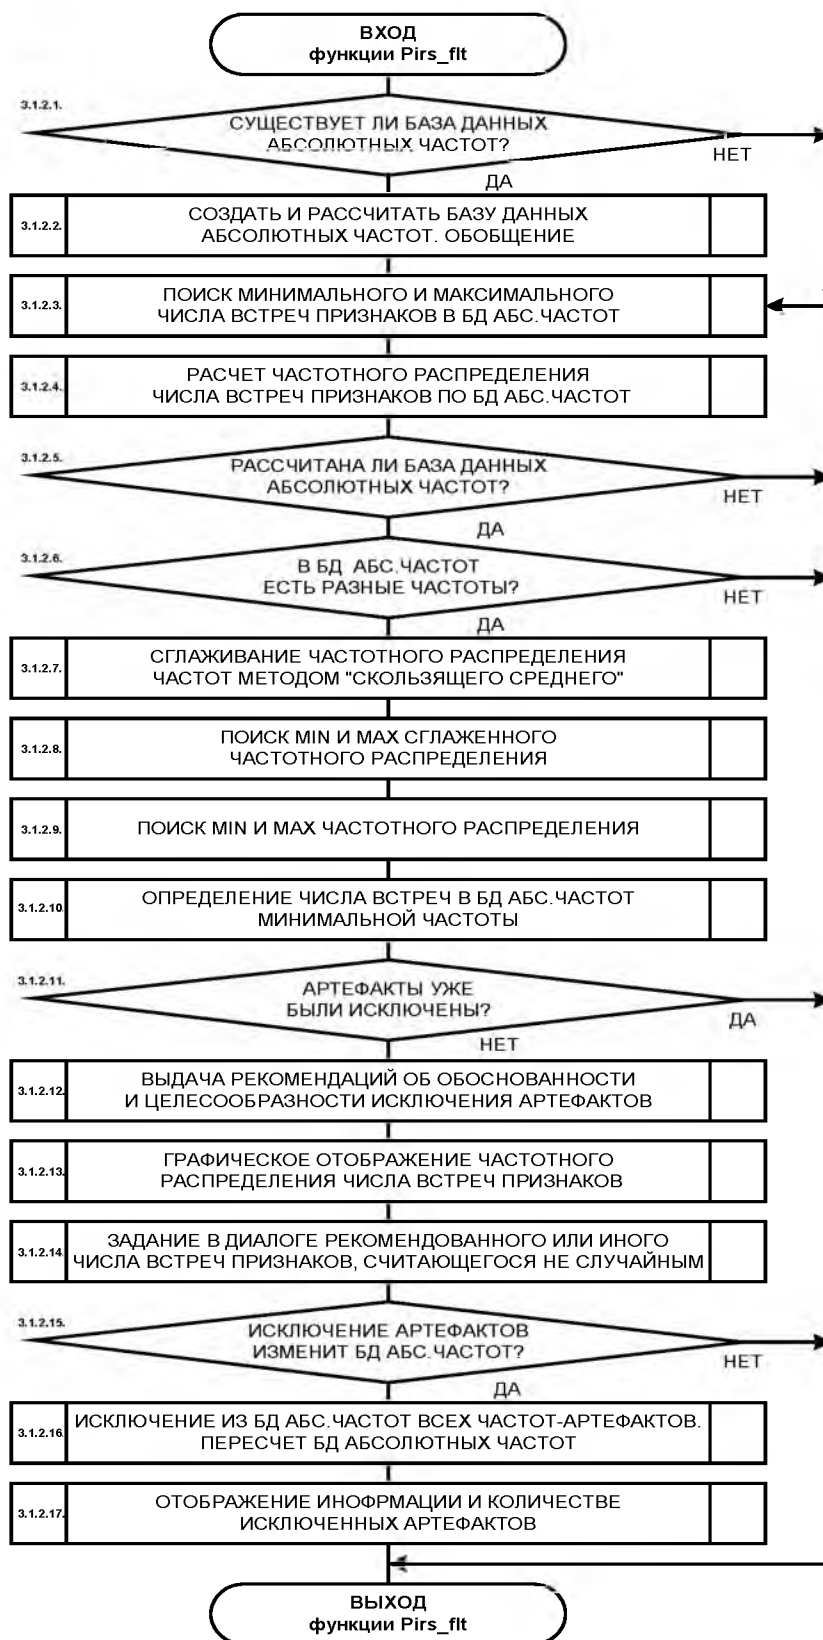 ВХОД
функции Pirs_flt
3.1.2.1.
СУЩЕСТВУЕТ ЛИ БАЗА ДАННЫХ
АБСОЛЮТНЫХ ЧАСТОТ?
НЕТ
ДА
3.1.2.2.
СОЗДАТЬ И РАССЧИТАТЬ БАЗУ ДАННЫХ
АБСОЛЮТНЫХ ЧАСТОТ. ОБОБЩЕНИЕ
3.1.2.3.
ПОИСК МИНИМАЛЬНОГО И МАКСИМАЛЬНОГО
ЧИСЛА ВСТРЕЧ ПРИЗНАКОВ В БД АБС.ЧАСТОТ
3.1.2.4.
РАСЧЕТ ЧАСТОТНОГО РАСПРЕДЕЛЕНИЯ
ЧИСЛА ВСТРЕЧ ПРИЗНАКОВ ПО БД АБС.ЧАСТОТ
3.1.2.5.
РАССЧИТАНА ЛИ БАЗА ДАННЫХ
АБСОЛЮТНЫХ ЧАСТОТ?
НЕТ
ДА
3.1.2.6.
В БД АБС.ЧАСТОТ
ЕСТЬ РАЗНЫЕ ЧАСТОТЫ?
НЕТ
ДА
3.1.2.7.
СГЛАЖИВАНИЕ ЧАСТОТНОГО РАСПРЕДЕЛЕНИЯ
ЧАСТОТ МЕТОДОМ "СКОЛЬЗЯЩЕГО СРЕДНЕГО"
3.1.2.8.
ПОИСК MIN И MAX СГЛАЖЕННОГО
ЧАСТОТНОГО РАСПРЕДЕЛЕНИЯ
3.1.2.9.
ПОИСК MIN И MAX ЧАСТОТНОГО РАСПРЕДЕЛЕНИЯ
3.1.2.10.
ОПРЕДЕЛЕНИЕ ЧИСЛА ВСТРЕЧ В БД АБС.ЧАСТОТ
МИНИМАЛЬНОЙ ЧАСТОТЫ
3.1.2.11.
АРТЕФАКТЫ УЖЕ
БЫЛИ ИСКЛЮЧЕНЫ?
ДА
НЕТ
3.1.2.12.
ВЫДАЧА РЕКОМЕНДАЦИЙ ОБ ОБОСНОВАННОСТИ
И ЦЕЛЕСООБРАЗНОСТИ ИСКЛЮЧЕНИЯ АРТЕФАКТОВ
3.1.2.13.
ГРАФИЧЕСКОЕ ОТОБРАЖЕНИЕ ЧАСТОТНОГО
РАСПРЕДЕЛЕНИЯ ЧИСЛА ВСТРЕЧ ПРИЗНАКОВ
3.1.2.14.
ЗАДАНИЕ В ДИАЛОГЕ РЕКОМЕНДОВАННОГО ИЛИ ИНОГО
ЧИСЛА ВСТРЕЧ ПРИЗНАКОВ, СЧИТАЮЩЕГОСЯ НЕ СЛУЧАЙНЫМ
3.1.2.15.
ИСКЛЮЧЕНИЕ АРТЕФАКТОВ
ИЗМЕНИТ БД АБС.ЧАСТОТ?
НЕТ
ДА
3.1.2.16.
ИСКЛЮЧЕНИЕ ИЗ БД АБС.ЧАСТОТ ВСЕХ ЧАСТОТ-АРТЕФАКТОВ.
ПЕРЕСЧЕТ БД АБСОЛЮТНЫХ ЧАСТОТ
3.1.2.17.
ОТОБРАЖЕНИЕ ИНОФРМАЦИИ И КОЛИЧЕСТВЕ
ИСКЛЮЧЕННЫХ АРТЕФАКТОВ
ВЫХОД
функции Pirs_flt